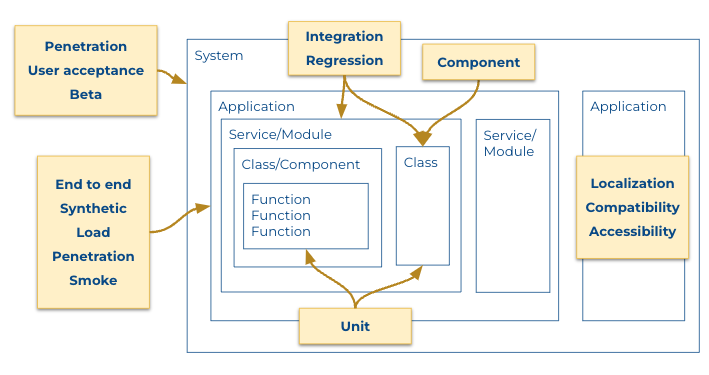 Penetration
User acceptance
Beta
System
Integration
Regression
Component
Application
Service/Module
Class/Component
Function
Function
Function
Class
Service/
Module
Application
Localization
Compatibility
Accessibility
End to end
Synthetic
Load
Penetration
Smoke
Unit